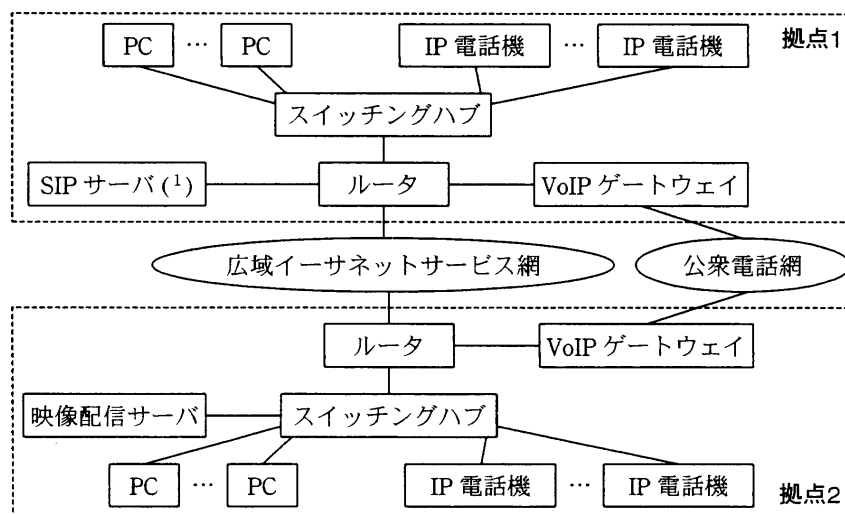 PC … PC IP 電話機 … IP 電話機 拠点1
スイッチングハブ
SIP サーバ(1) ルータ VoIP ゲートウェイ
広域イーサネットサービス網 公衆電話網
ルータ VoIP ゲートウェイ
映像配信サーバ スイッチングハブ
PC … PC IP 電話機 … IP 電話機 拠点2